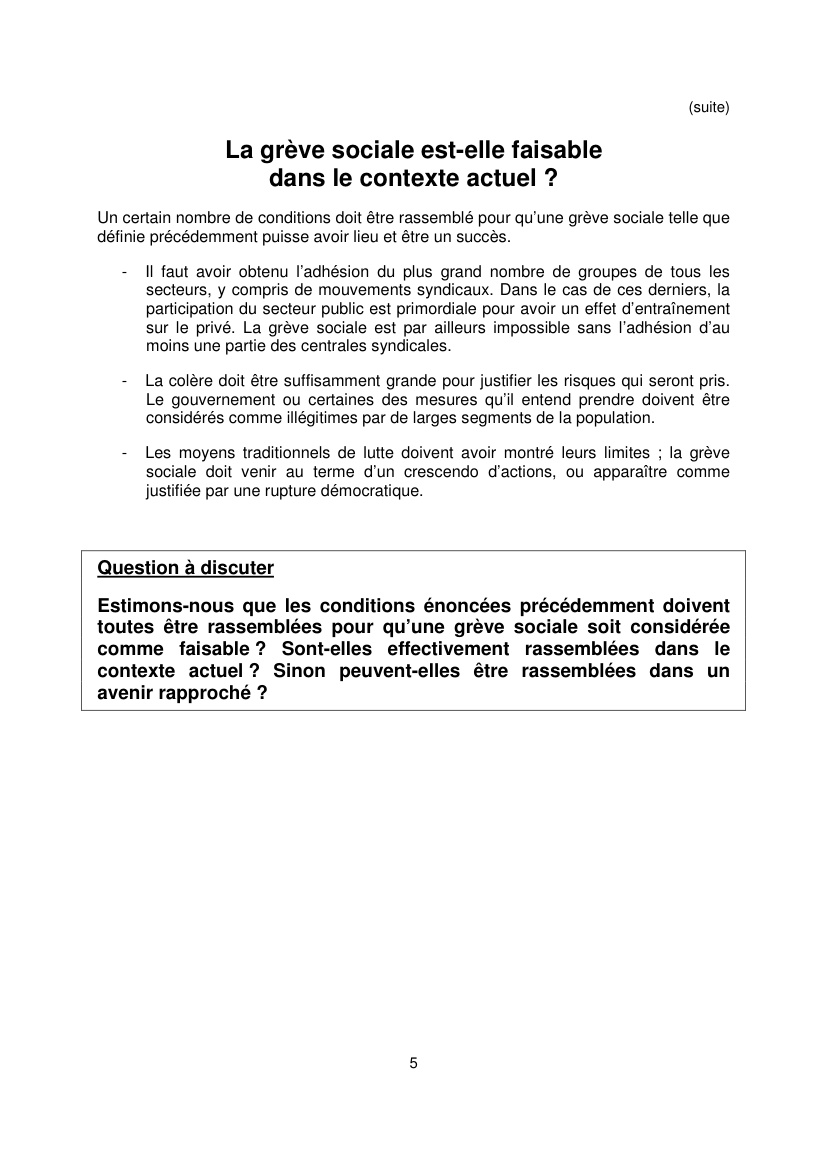 (suite)
La grève sociale est-elle faisable
dans le contexte actuel ?
Un certain nombre de conditions doit être rassemblé pour qu’une grève sociale telle que
définie précédemment puisse avoir lieu et être un succès.
- Il faut avoir obtenu l’adhésion du plus grand nombre de groupes de tous les
secteurs, y compris de mouvements syndicaux. Dans le cas de ces derniers, la
participation du secteur public est primordiale pour avoir un effet d’entraînement
sur le privé. La grève sociale est par ailleurs impossible sans l’adhésion d’au
moins une partie des centrales syndicales.
- La colère doit être suffisamment grande pour justifier les risques qui seront pris.
Le gouvernement ou certaines des mesures qu’il entend prendre doivent être
considérés comme illégitimes par de larges segments de la population.
- Les moyens traditionnels de lutte doivent avoir montré leurs limites ; la grève
sociale doit venir au terme d’un crescendo d’actions, ou apparaître comme
justifiée par une rupture démocratique.
Question à discuter
Estimons-nous que les conditions énoncées précédemment doivent
toutes être rassemblées pour qu’une grève sociale soit considérée
comme faisable ? Sont-elles effectivement rassemblées dans le
contexte actuel ? Sinon peuvent-elles être rassemblées dans un
avenir rapproché ?
5